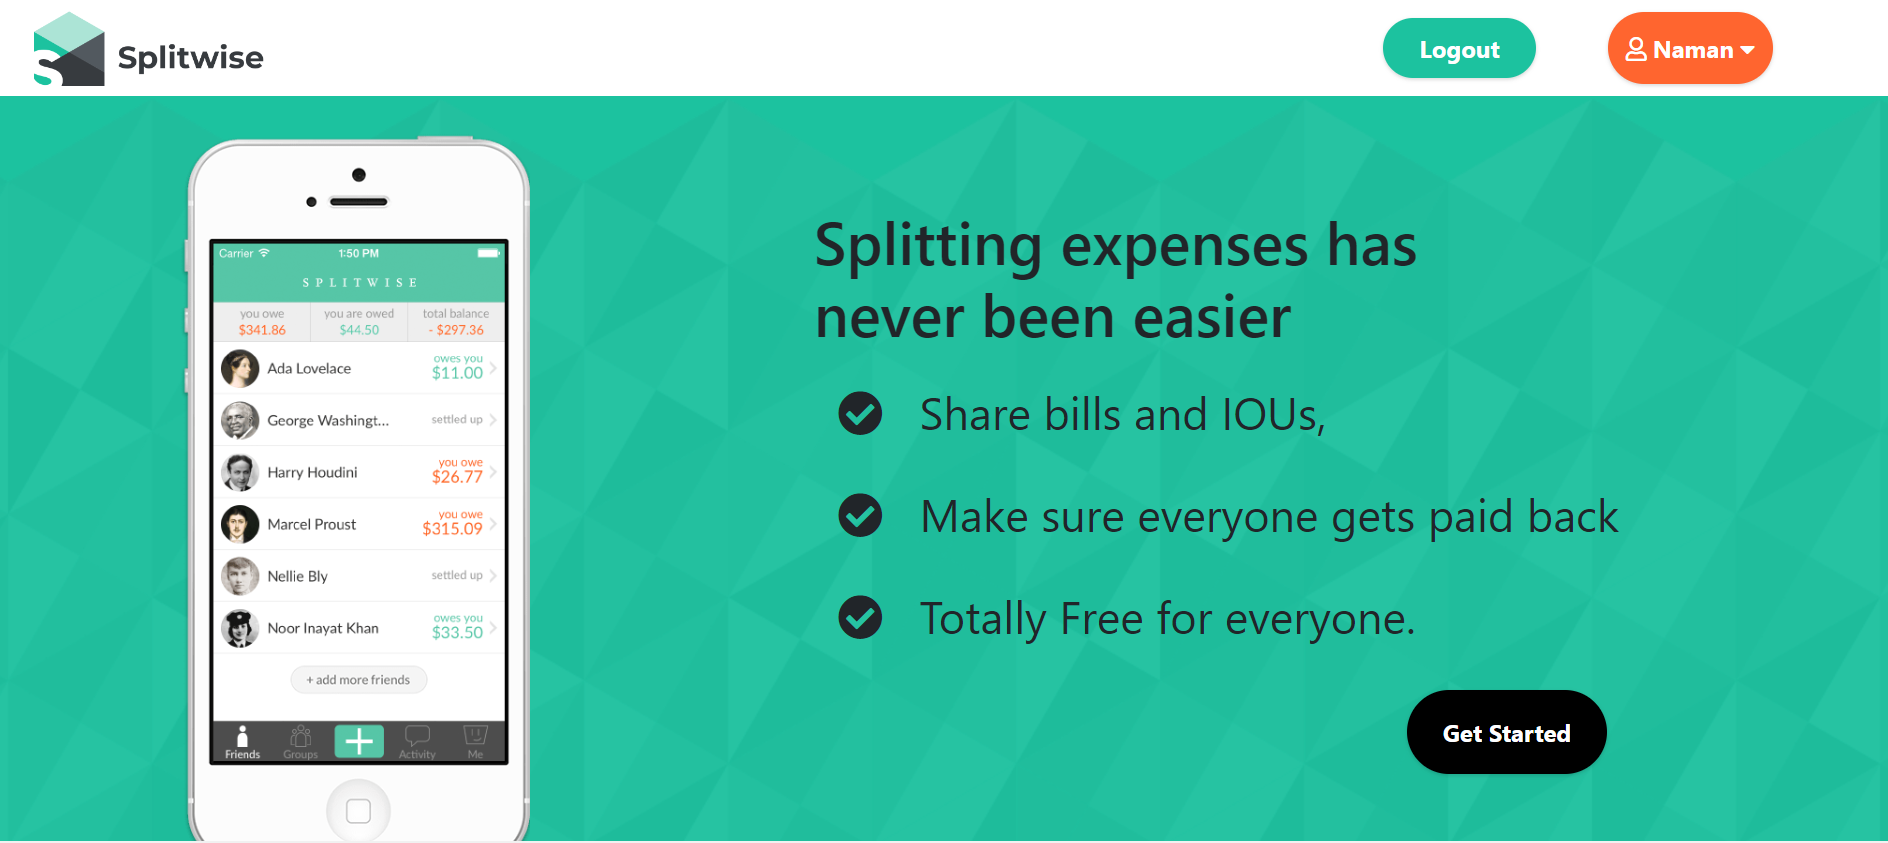 Splitwise
Logout
Naman
Carrier
1:50 PM
SPLITWISE
you owe
$341.86
you are owed
$44.50
total balance
- $297.36
Ada Lovelace
owes you
$11.00
George Washingt...
settled up
Harry Houdini
you owe
$26.77
Marcel Proust
you owe
$315.09
Nellie Bly
settled up
Noor Inayat Khan
owes you
$33.50
+ add more friends
Friends
Groups
Activity
Me
Splitting expenses has
never been easier
Share bills and IOUs,
Make sure everyone gets paid back
Totally Free for everyone.
Get Started